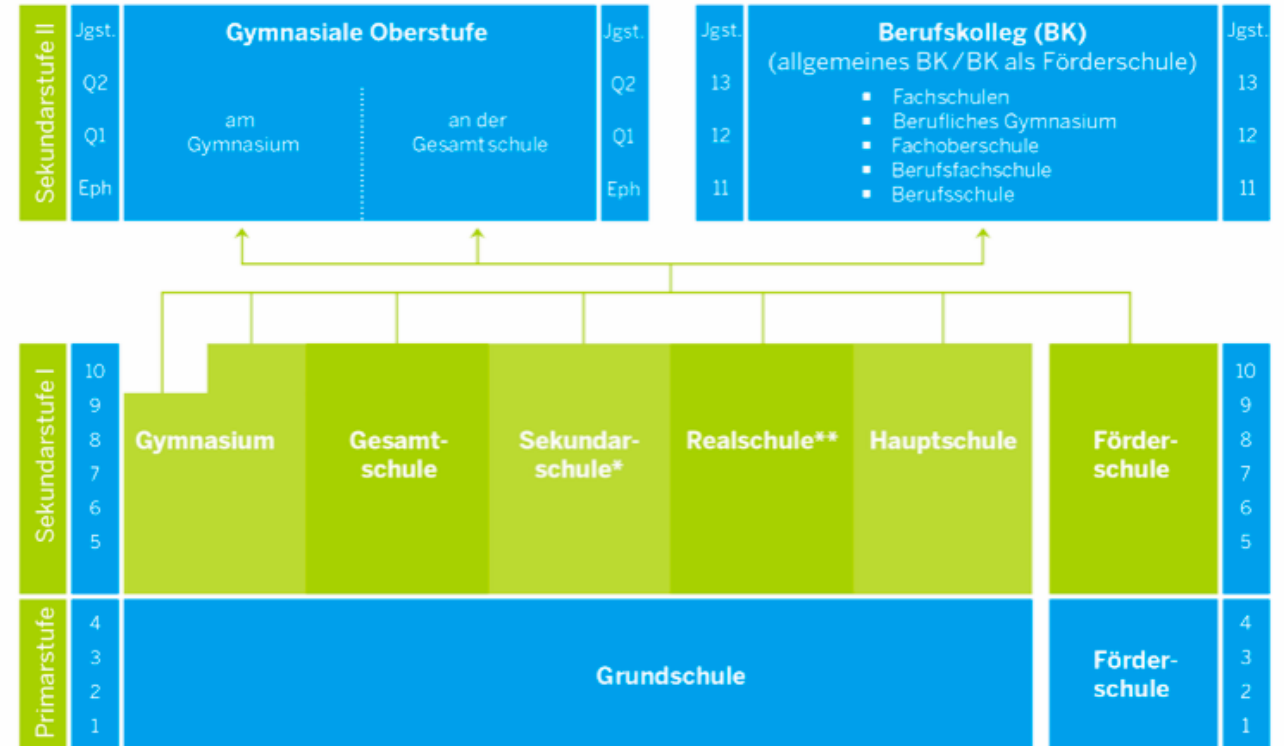 Sekundarstufe II
Jgst.
Q2
Q1
Eph
Gymnasiale Oberstufe
am
Gymnasium
an der
Gesamtschule
Jgst.
Q2
Q1
Eph
Jgst.
13
12
11
Berufskolleg (BK)
(allgemeines BK/BK als Förderschule)
▪ Fachschulen
▪ Berufliches Gymnasium
▪ Fachoberschule
▪ Berufsfachschule
▪ Berufsschule
Jgst.
13
12
11
Sekundarstufe I
10
9
8
7
6
5
Gymnasium
Gesamt-
schule
Sekundar-
schule*
Realschule**
Hauptschule
Förder-
schule
10
9
8
7
6
5
Primarstufe
4
3
2
1
Grundschule
Förder-
schule
4
3
2
1